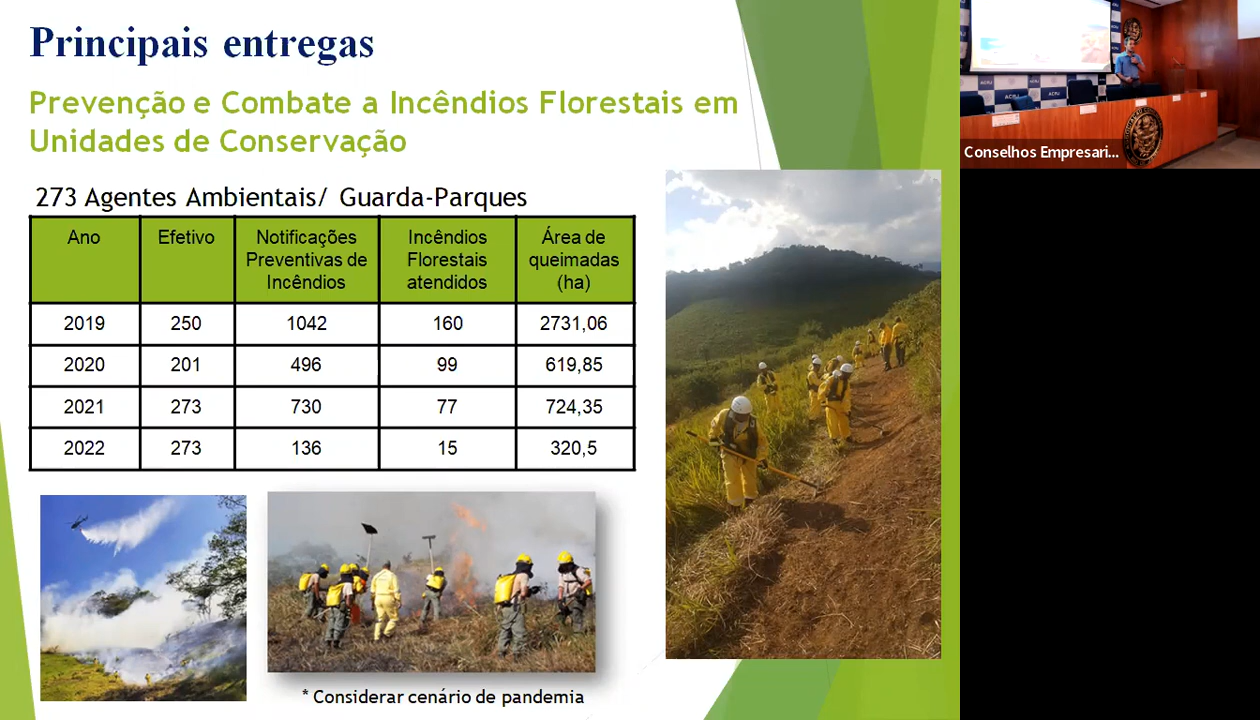 Principais entregas
Prevenção e Combate a Incêndios Florestais em
Unidades de Conservação
273 Agentes Ambientais/ Guarda-Parques
Ano Efetivo Notificações Preventivas de Incêndios Incêndios Florestais atendidos Área de queimadas (ha)
2019 250 1042 160 2731,06
2020 201 496 99 619,85
2021 273 730 77 724,35
2022 273 136 15 320,5
* Considerar cenário de pandemia
ACRJ
Conselhos Empresari...